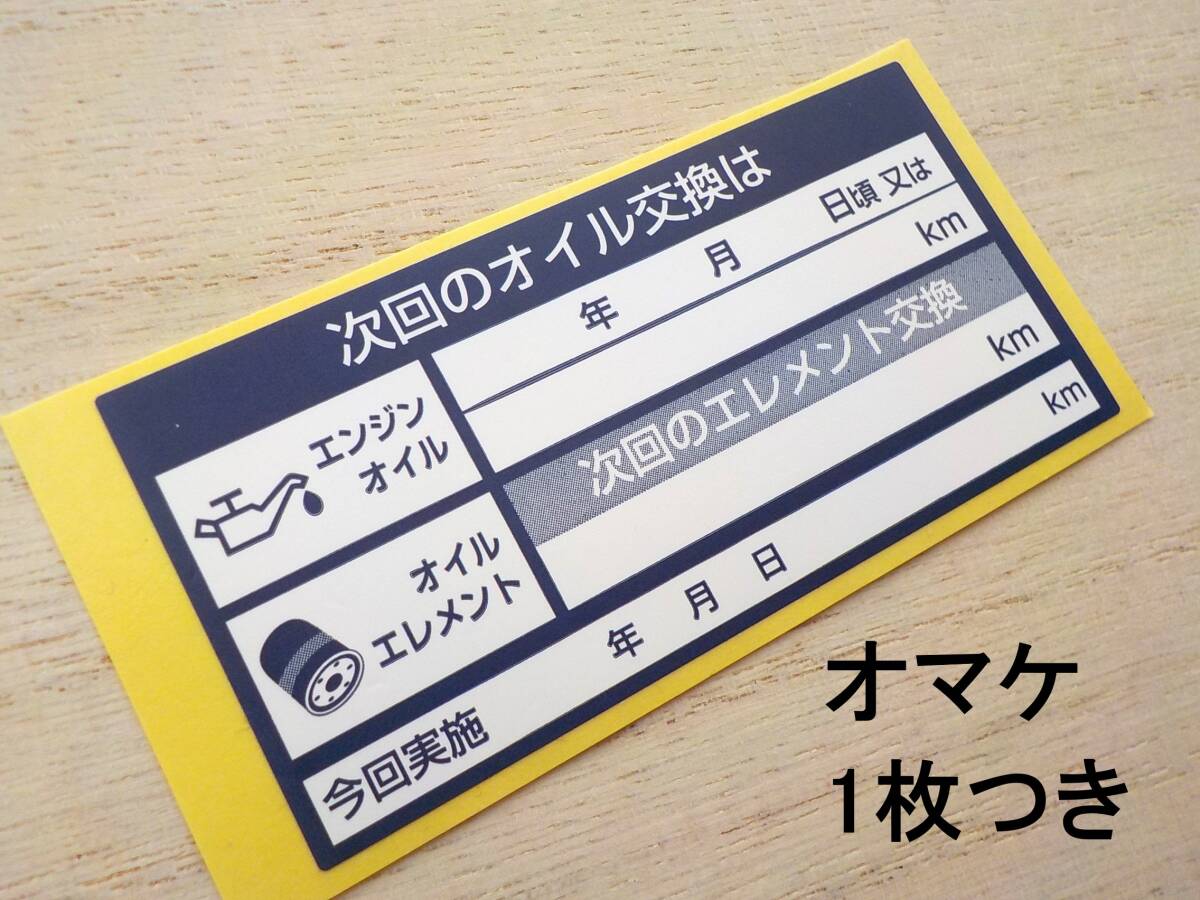 次回のオイル交換は
エンジン
オイル
年 月 日頃 又は
km
オイル
エレメント
次回のエレメント交換
km
今回実施 年 月 日 km
オマケ
1枚つき